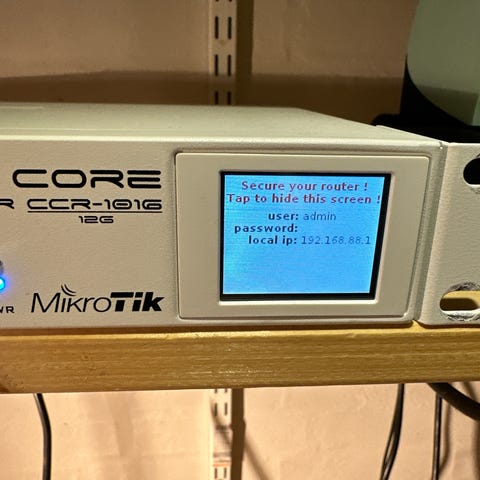 CORE
R CCR-1016
12G
MikroTik
WR
Secure your router !
Tap to hide this screen !
user: admin
password:
local ip: 192.168.88.1